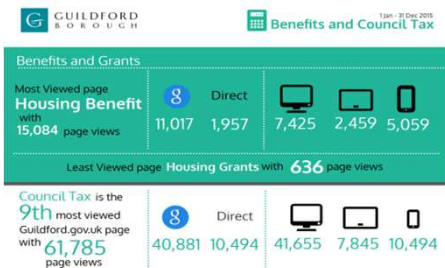 G GUILDFORD
BOROUGH
1 Jan - 31 Dec 2015
Benefits and Council Tax
Benefits and Grants
Most Viewed page
Housing Benefit
with
15,084 page views
8 Direct
11,017 1,957 7,425 2,459 5,059
Least Viewed page Housing Grants with 636 page views
Council Tax is the
9th most viewed
Guildford.gov.uk page
with 61,785
page views
8 Direct
40,881 10,494 41,655 7,845 10,494